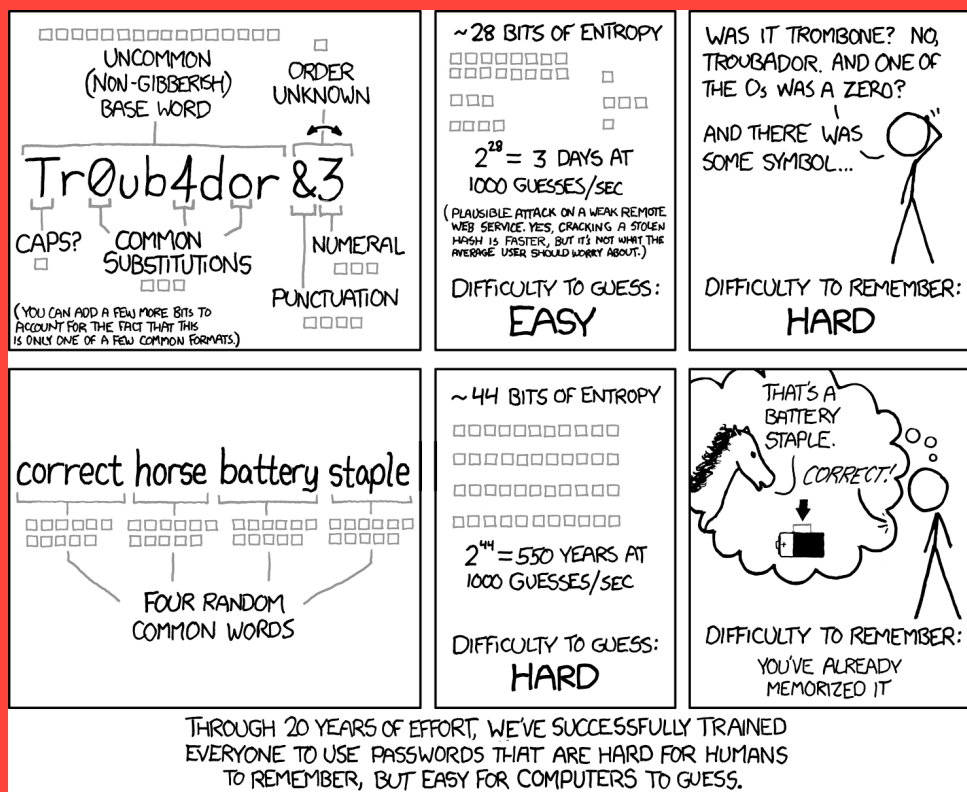 UNCOMMON
(NON-GIBBERISH)
BASE WORD
ORDER
UNKNOWN
Tr0ub4dor &3
CAPS?
COMMON
SUBSTITUTIONS
NUMERAL
PUNCTUATION
(YOU CAN ADD A FEW MORE BITS TO
ACCOUNT FOR THE FACT THAT THIS
IS ONLY ONE OF A FEW COMMON FORMATS.)
~28 BITS OF ENTROPY
2^28 = 3 DAYS AT
1000 GUESSES/SEC
(PLAUSIBLE ATTACK ON A WEAK REMOTE
WEB SERVICE. YES, CRACKING A STOLEN
HASH IS FASTER, BUT IT'S NOT WHAT THE
AVERAGE USER SHOULD WORRY ABOUT.)
DIFFICULTY TO GUESS:
EASY
WAS IT TROMBONE? NO,
TROUBADOR. AND ONE OF
THE Os WAS A ZERO?
AND THERE WAS
SOME SYMBOL...
DIFFICULTY TO REMEMBER:
HARD
correct horse battery staple
FOUR RANDOM
COMMON WORDS
~44 BITS OF ENTROPY
2^44 = 550 YEARS AT
1000 GUESSES/SEC
DIFFICULTY TO GUESS:
HARD
THAT'S A
BATTERY
STAPLE.
CORRECT!
+
DIFFICULTY TO REMEMBER:
YOU'VE ALREADY
MEMORIZED IT
THROUGH 20 YEARS OF EFFORT, WE'VE SUCCESSFULLY TRAINED
EVERYONE TO USE PASSWORDS THAT ARE HARD FOR HUMANS
TO REMEMBER, BUT EASY FOR COMPUTERS TO GUESS.